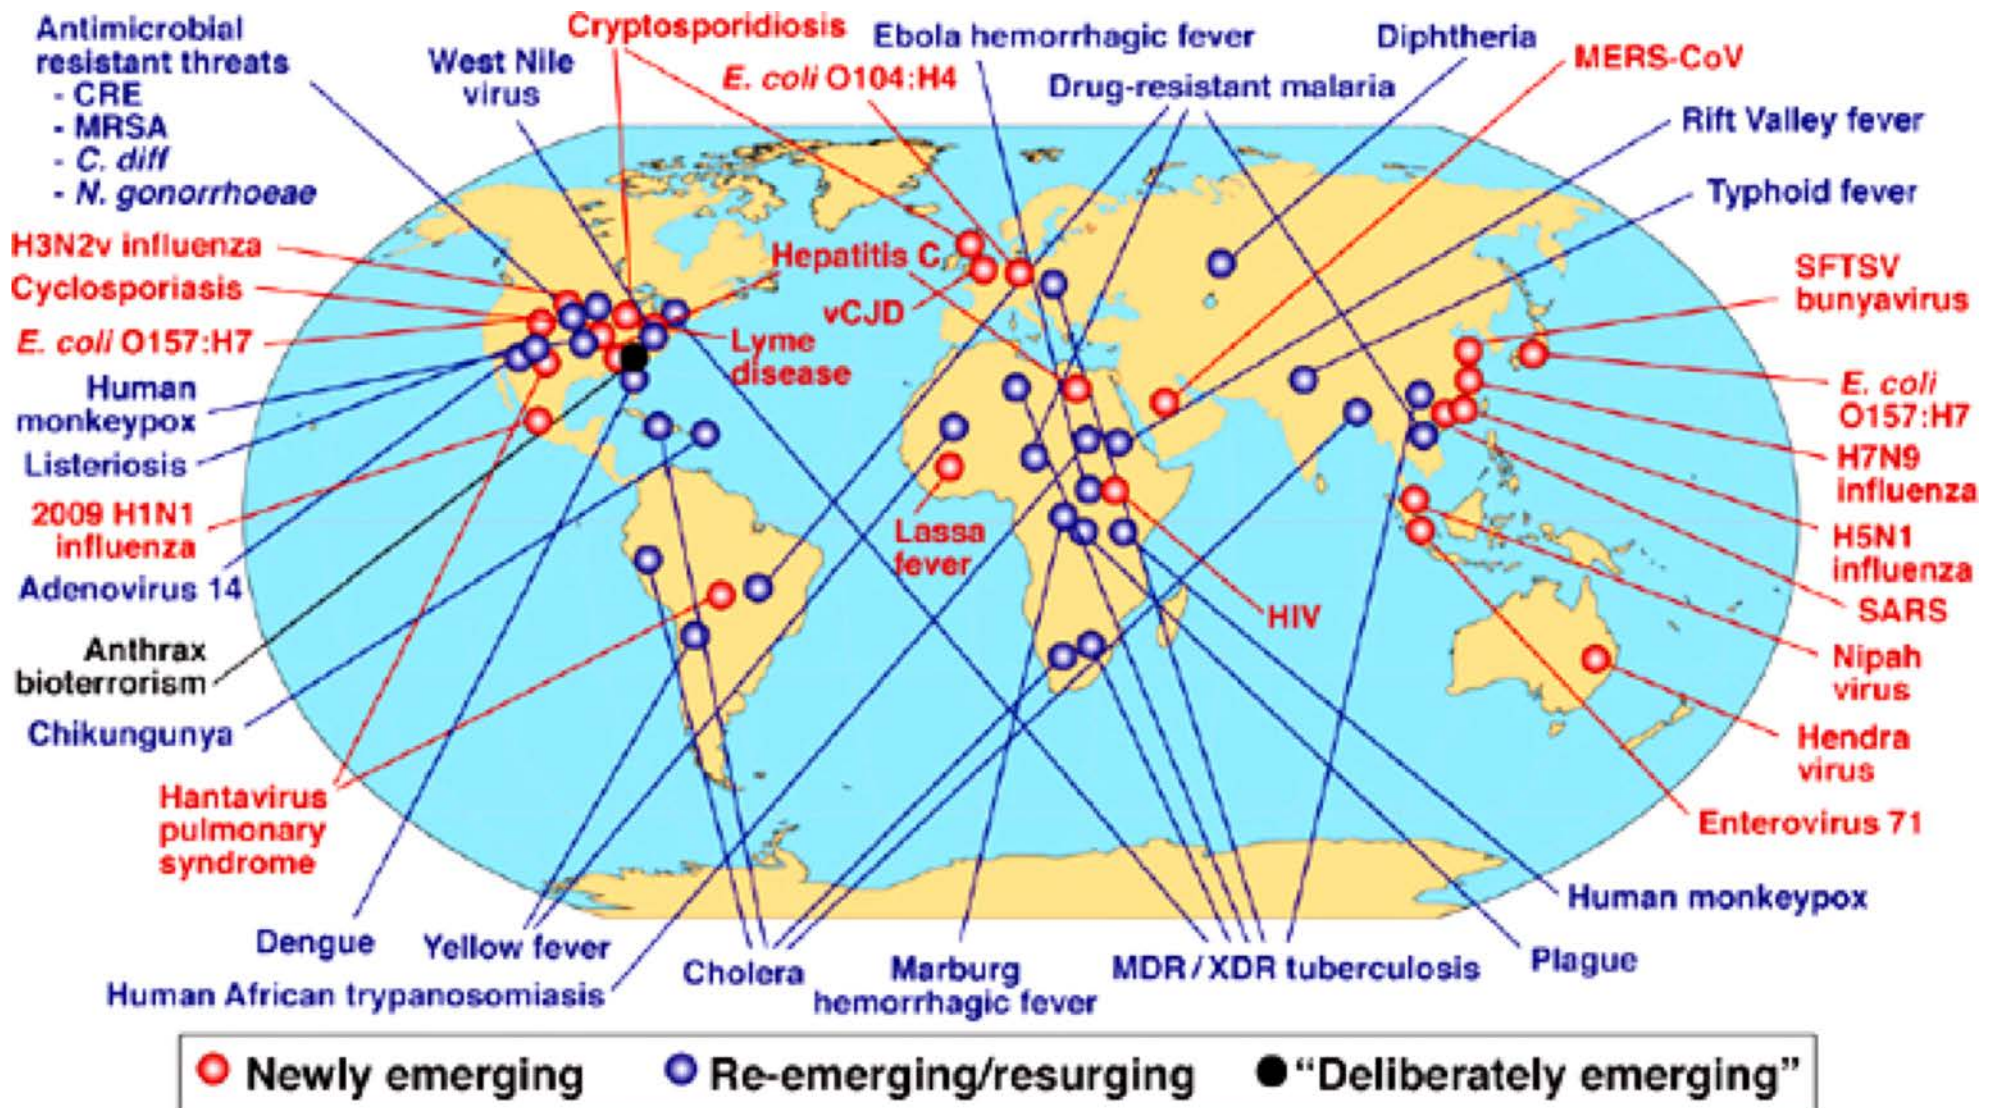 Antimicrobial
resistant threats
- CRE
- MRSA
- C. diff
- N. gonorrhoeae
West Nile
virus
Cryptosporidiosis
E. coli O104:H4
Ebola hemorrhagic fever
Drug-resistant malaria
Diphtheria
MERS-CoV
Rift Valley fever
Typhoid fever
H3N2v influenza
Cyclosporiasis
E. coli O157:H7
Human
monkeypox
Listeriosis
2009 H1N1
influenza
Adenovirus 14
Anthrax
bioterrorism
Chikungunya
Hantavirus
pulmonary
syndrome
Hepatitis C
vCJD
Lyme
disease
Lassa
fever
HIV
SFTSV
bunyavirus
E. coli
O157:H7
H7N9
influenza
H5N1
influenza
SARS
Nipah
virus
Hendra
virus
Enterovirus 71
Human monkeypox
Plague
MDR/XDR tuberculosis
Marburg
hemorrhagic fever
Cholera
Yellow fever
Dengue
Human African trypanosomiasis
Newly emerging
Re-emerging/resurging
“Deliberately emerging”